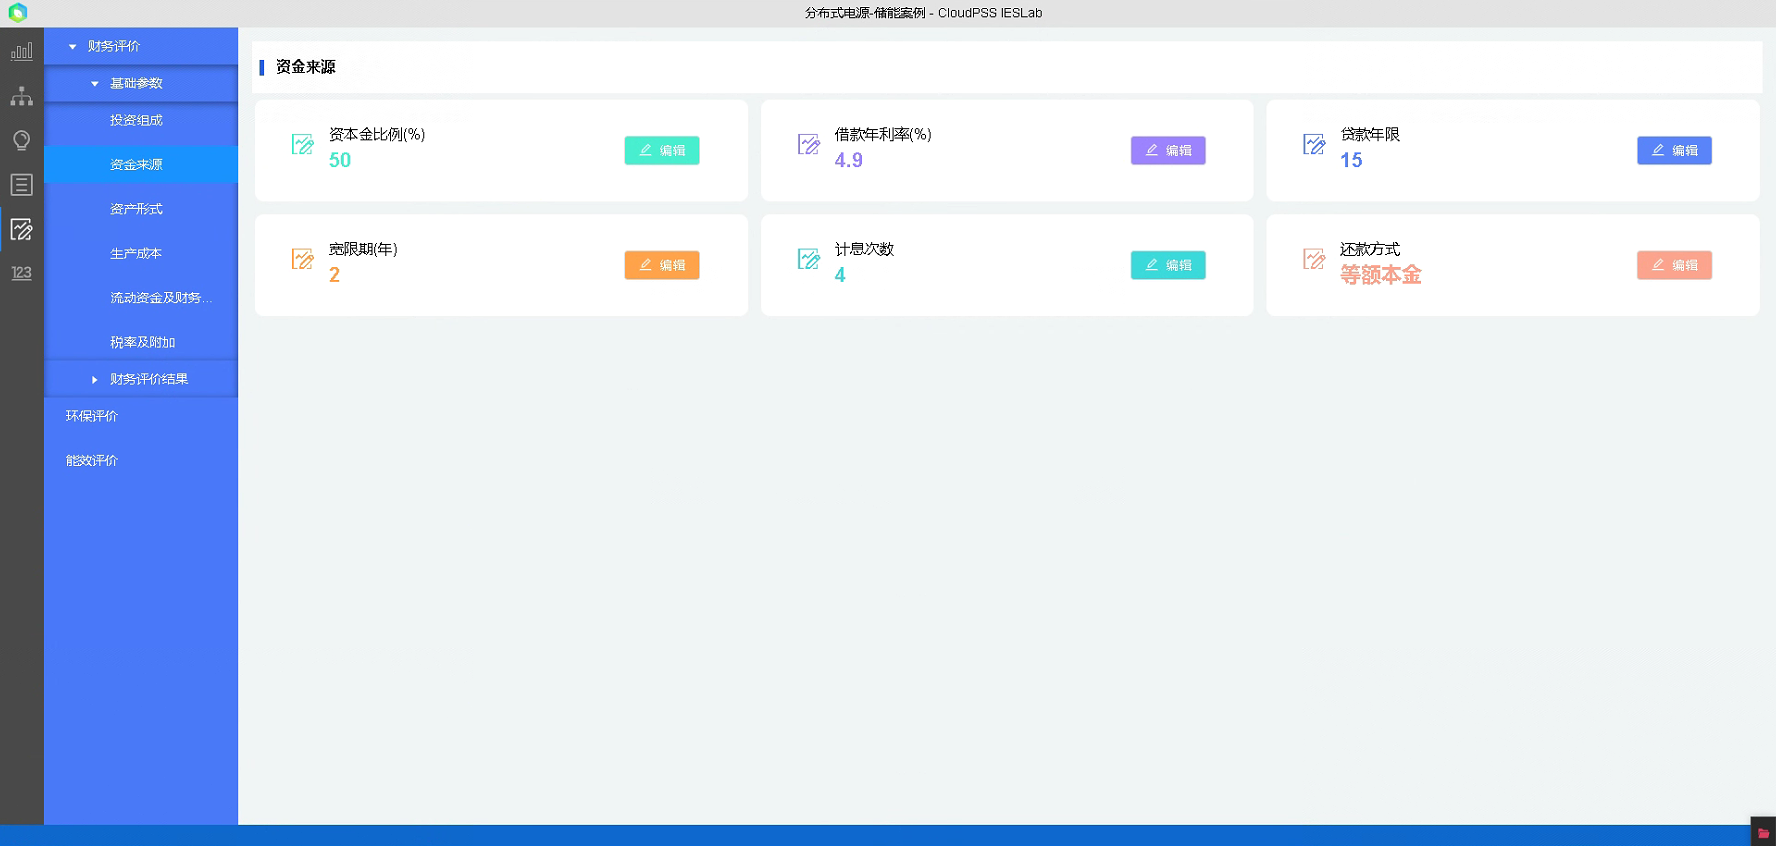 分布式电源-储能案例 - CloudPSS IESLab
财务评价
基础参数
投资组成
资金来源
资产形式
生产成本
流动资金及财务...
税率及附加
财务评价结果
环保评价
能效评价
123
资金来源
资本金比例(%)
50
编辑
借款年利率(%)
4.9
编辑
贷款年限
15
编辑
宽限期(年)
2
编辑
计息次数
4
编辑
还款方式
等额本金
编辑